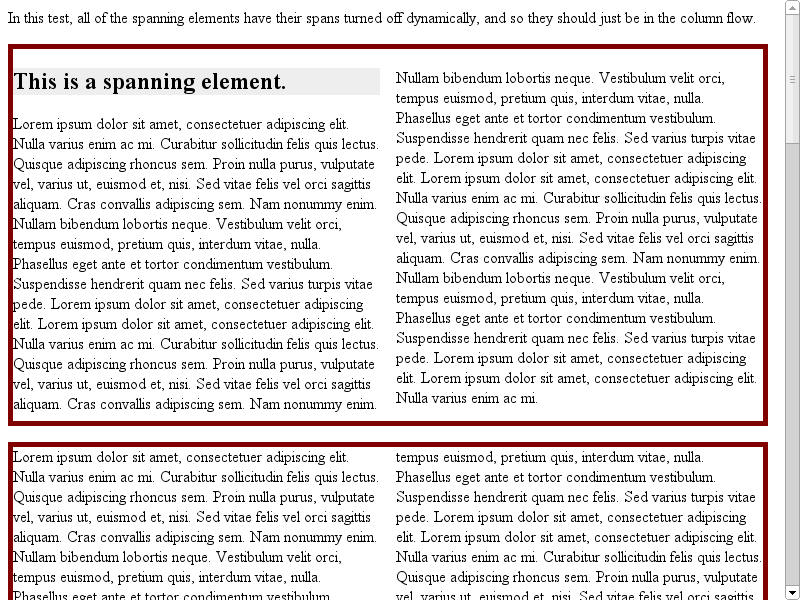 In this test, all of the spanning elements have their spans turned off dynamically, and so they should just be in the column flow.
This is a spanning element.
Lorem ipsum dolor sit amet, consectetuer adipiscing elit.
Nulla varius enim ac mi. Curabitur sollicitudin felis quis lectus.
Quisque adipiscing rhoncus sem. Proin nulla purus, vulputate
vel, varius ut, euismod et, nisi. Sed vitae felis vel orci sagittis
aliquam. Cras convallis adipiscing sem. Nam nonummy enim.
Nullam bibendum lobortis neque. Vestibulum velit orci,
tempus euismod, pretium quis, interdum vitae, nulla.
Phasellus eget ante et tortor condimentum vestibulum.
Suspendisse hendrerit quam nec felis. Sed varius turpis vitae
pede. Lorem ipsum dolor sit amet, consectetuer adipiscing
elit. Lorem ipsum dolor sit amet, consectetuer adipiscing elit.
Nulla varius enim ac mi. Curabitur sollicitudin felis quis lectus.
Quisque adipiscing rhoncus sem. Proin nulla purus, vulputate
vel, varius ut, euismod et, nisi. Sed vitae felis vel orci sagittis
aliquam. Cras convallis adipiscing sem. Nam nonummy enim.
Nullam bibendum lobortis neque. Vestibulum velit orci,
tempus euismod, pretium quis, interdum vitae, nulla.
Phasellus eget ante et tortor condimentum vestibulum.
Suspendisse hendrerit quam nec felis. Sed varius turpis vitae
pede. Lorem ipsum dolor sit amet, consectetuer adipiscing
elit. Lorem ipsum dolor sit amet, consectetuer adipiscing elit.
Nulla varius enim ac mi. Curabitur sollicitudin felis quis lectus.
Quisque adipiscing rhoncus sem. Proin nulla purus, vulputate
vel, varius ut, euismod et, nisi. Sed vitae felis vel orci sagittis
aliquam. Cras convallis adipiscing sem. Nam nonummy enim.
Nullam bibendum lobortis neque. Vestibulum velit orci,
tempus euismod, pretium quis, interdum vitae, nulla.
Phasellus eget ante et tortor condimentum vestibulum.
Suspendisse hendrerit quam nec felis. Sed varius turpis vitae
pede. Lorem ipsum dolor sit amet, consectetuer adipiscing
elit. Lorem ipsum dolor sit amet, consectetuer adipiscing elit.
Nulla varius enim ac mi.
Lorem ipsum dolor sit amet, consectetuer adipiscing elit.
Nulla varius enim ac mi. Curabitur sollicitudin felis quis lectus.
Quisque adipiscing rhoncus sem. Proin nulla purus, vulputate
vel, varius ut, euismod et, nisi. Sed vitae felis vel orci sagittis
aliquam. Cras convallis adipiscing sem. Nam nonummy enim.
Nullam bibendum lobortis neque. Vestibulum velit orci,
tempus euismod, pretium quis, interdum vitae, nulla.
Phasellus eget ante et tortor condimentum vestibulum.
tempus euismod, pretium quis, interdum vitae, nulla.
Phasellus eget ante et tortor condimentum vestibulum.
Suspendisse hendrerit quam nec felis. Sed varius turpis vitae
pede. Lorem ipsum dolor sit amet, consectetuer adipiscing
elit. Lorem ipsum dolor sit amet, consectetuer adipiscing elit.
Nulla varius enim ac mi. Curabitur sollicitudin felis quis lectus.
Quisque adipiscing rhoncus sem. Proin nulla purus, vulputate
vel, varius ut, euismod et, nisi. Sed vitae felis vel orci sagittis